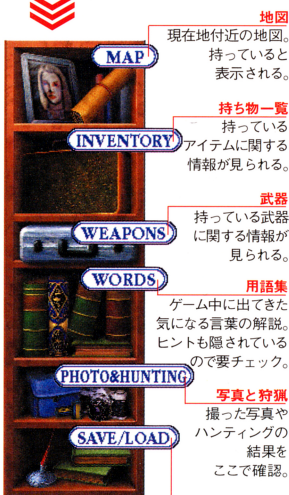 地図
現在地付近の地図。
持っていると
表示される。
MAP
持ち物一覧
持っている
アイテムに関する
情報が見られる。
INVENTORY
武器
持っている武器
に関する情報が
見られる。
WEAPONS
用語集
ゲーム中に出てきた
気になる言葉の解説。
ヒントも隠されている
ので要チェック。
WORDS
写真と狩猟
撮った写真や
ハンティングの
結果を
ここで確認。
PHOTO&HUNTING
SAVE/LOAD